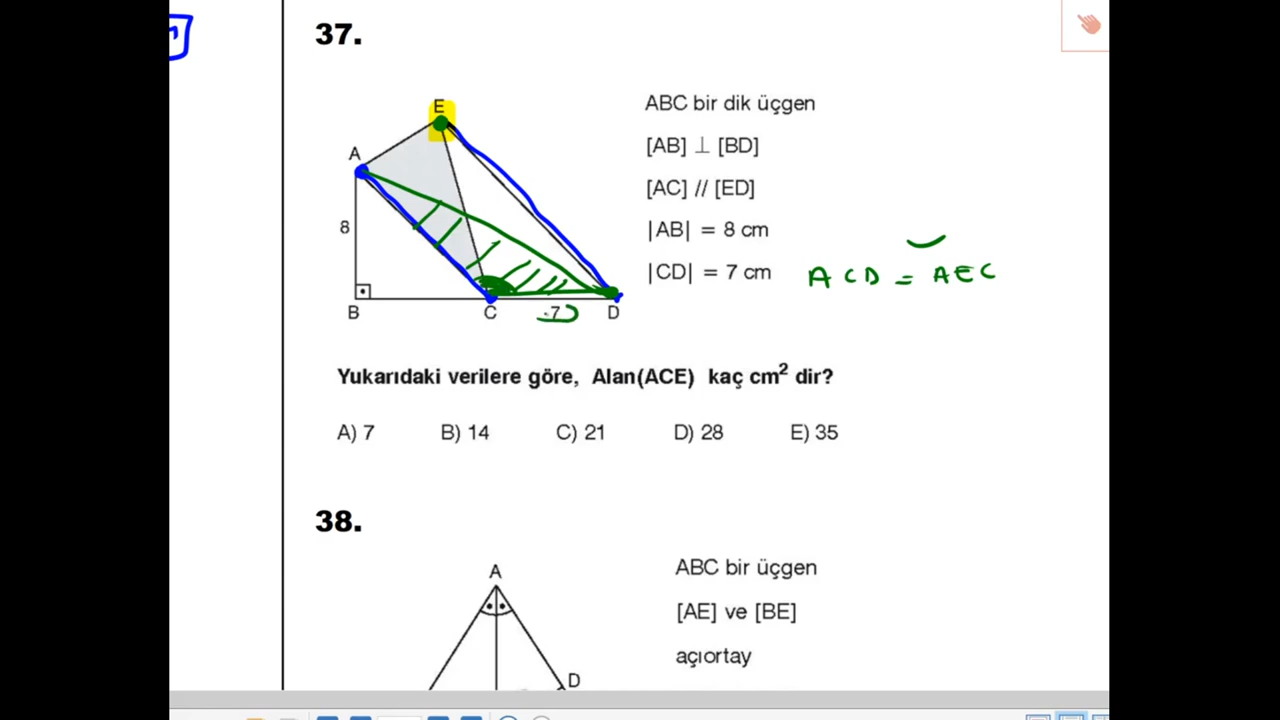 37.
E
A
8
B
C
7
D
ABC bir dik üçgen
[AB] ⊥ [BD]
[AC] // [ED]
|AB| = 8 cm
|CD| = 7 cm
ACD = AEC
Yukarıdaki verilere göre, Alan(ACE) kaç cm² dir?
A) 7 B) 14 C) 21 D) 28 E) 35
38.
A
D
ABC bir üçgen
[AE] ve [BE]
açıortay